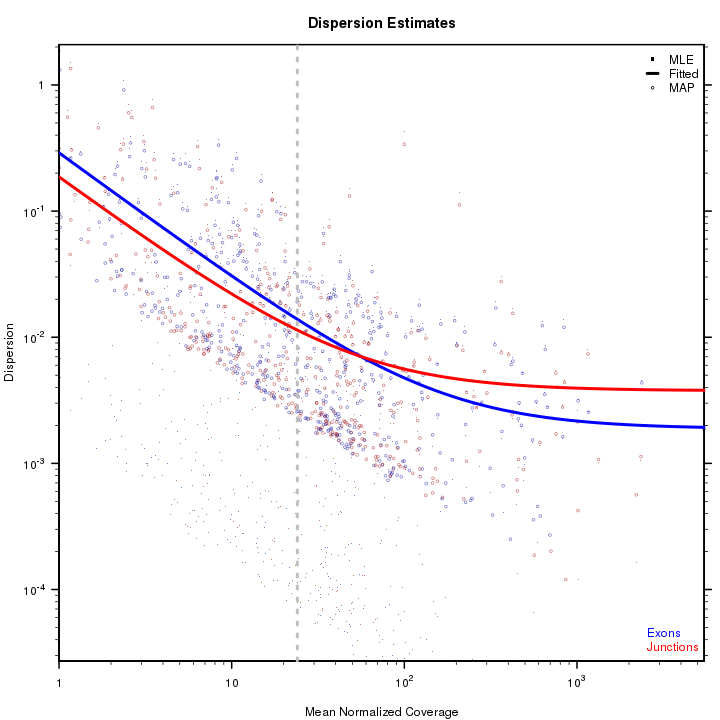 Dispersion Estimates
MLE
Fitted
MAP
1
10⁻¹
10⁻²
10⁻³
10⁻⁴
Dispersion
Exons
Junctions
1
10
10²
10³
Mean Normalized Coverage